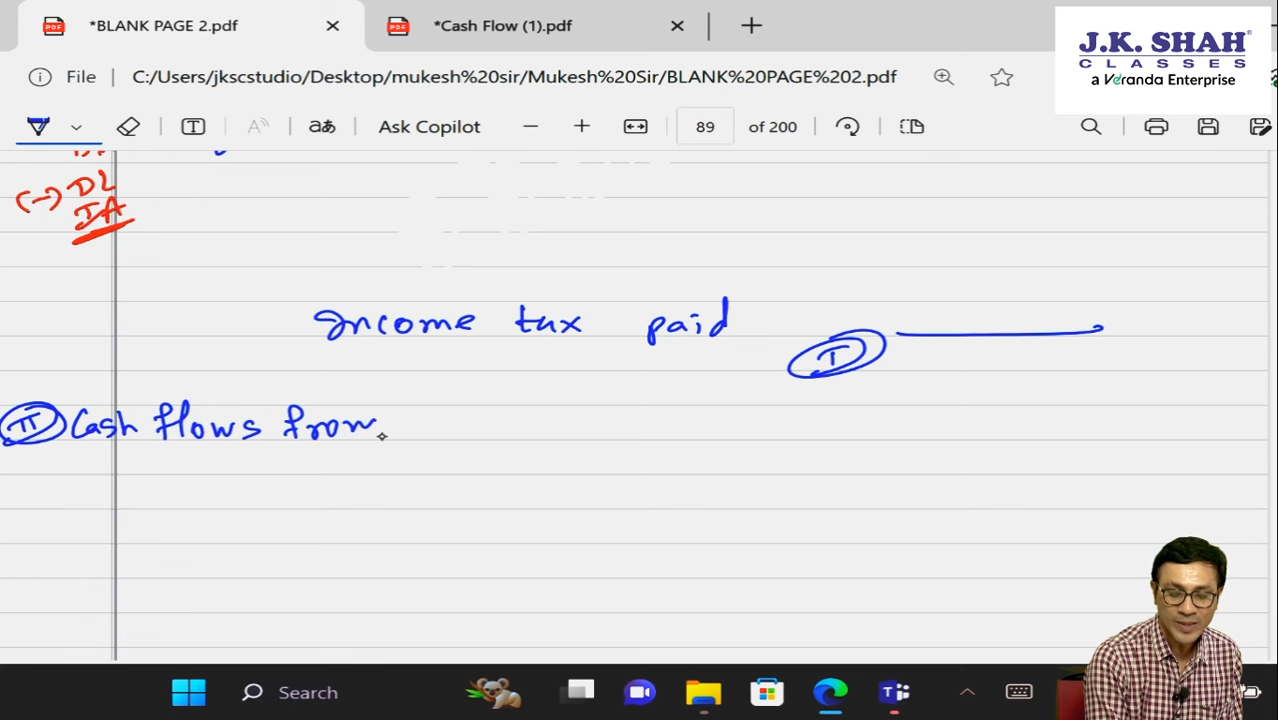 *BLANK PAGE 2.pdf
*Cash Flow (1).pdf
J.K. SHAH®
CLASSES
a Veranda Enterprise
File
C:/Users/jkscstudio/Desktop/mukesh%20sir/Mukesh%20Sir/BLANK%20PAGE%202.pdf
aあ
Ask Copilot
89 of 200
(-) DL
IA
Income tax paid
I
II Cash flows from
Search